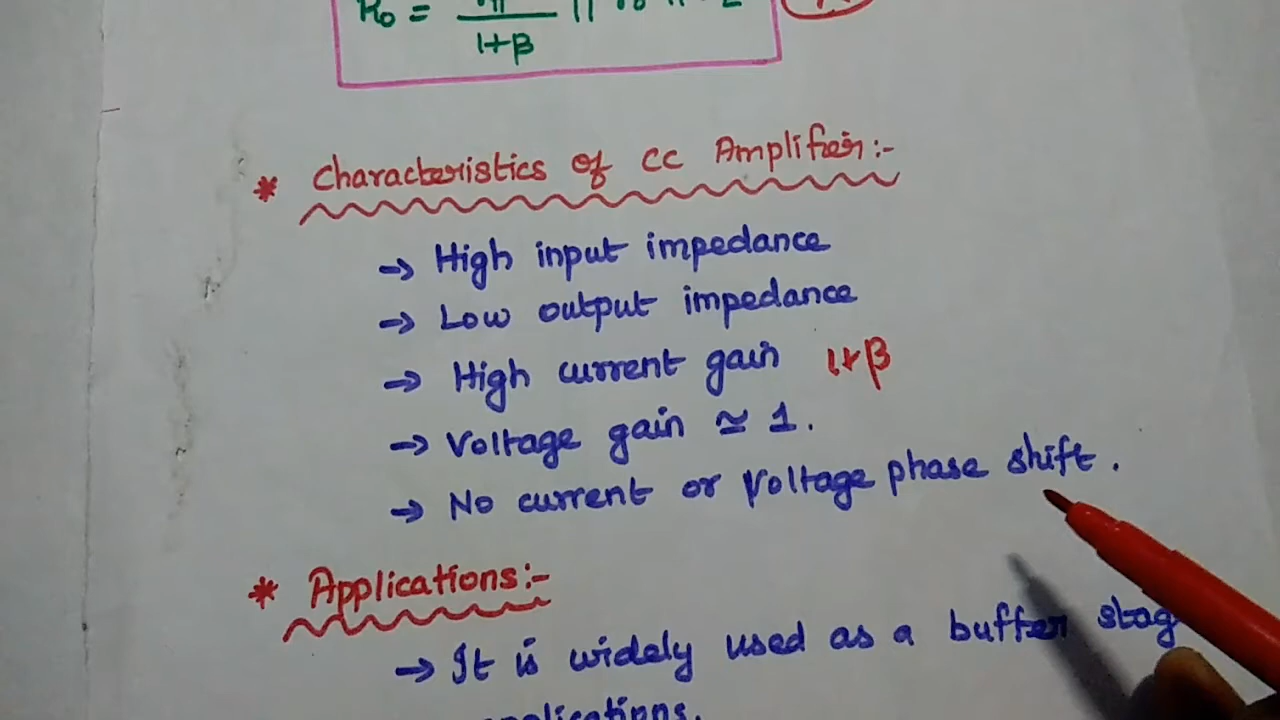 Ro = 1+β
* Characteristics of CC Amplifier:-
→ High input impedance
→ Low output impedance
→ High current gain 1+β
→ Voltage gain ≃ 1.
→ No current or Voltage phase shift.
* Applications:-
→ It is widely used as a buffer stag